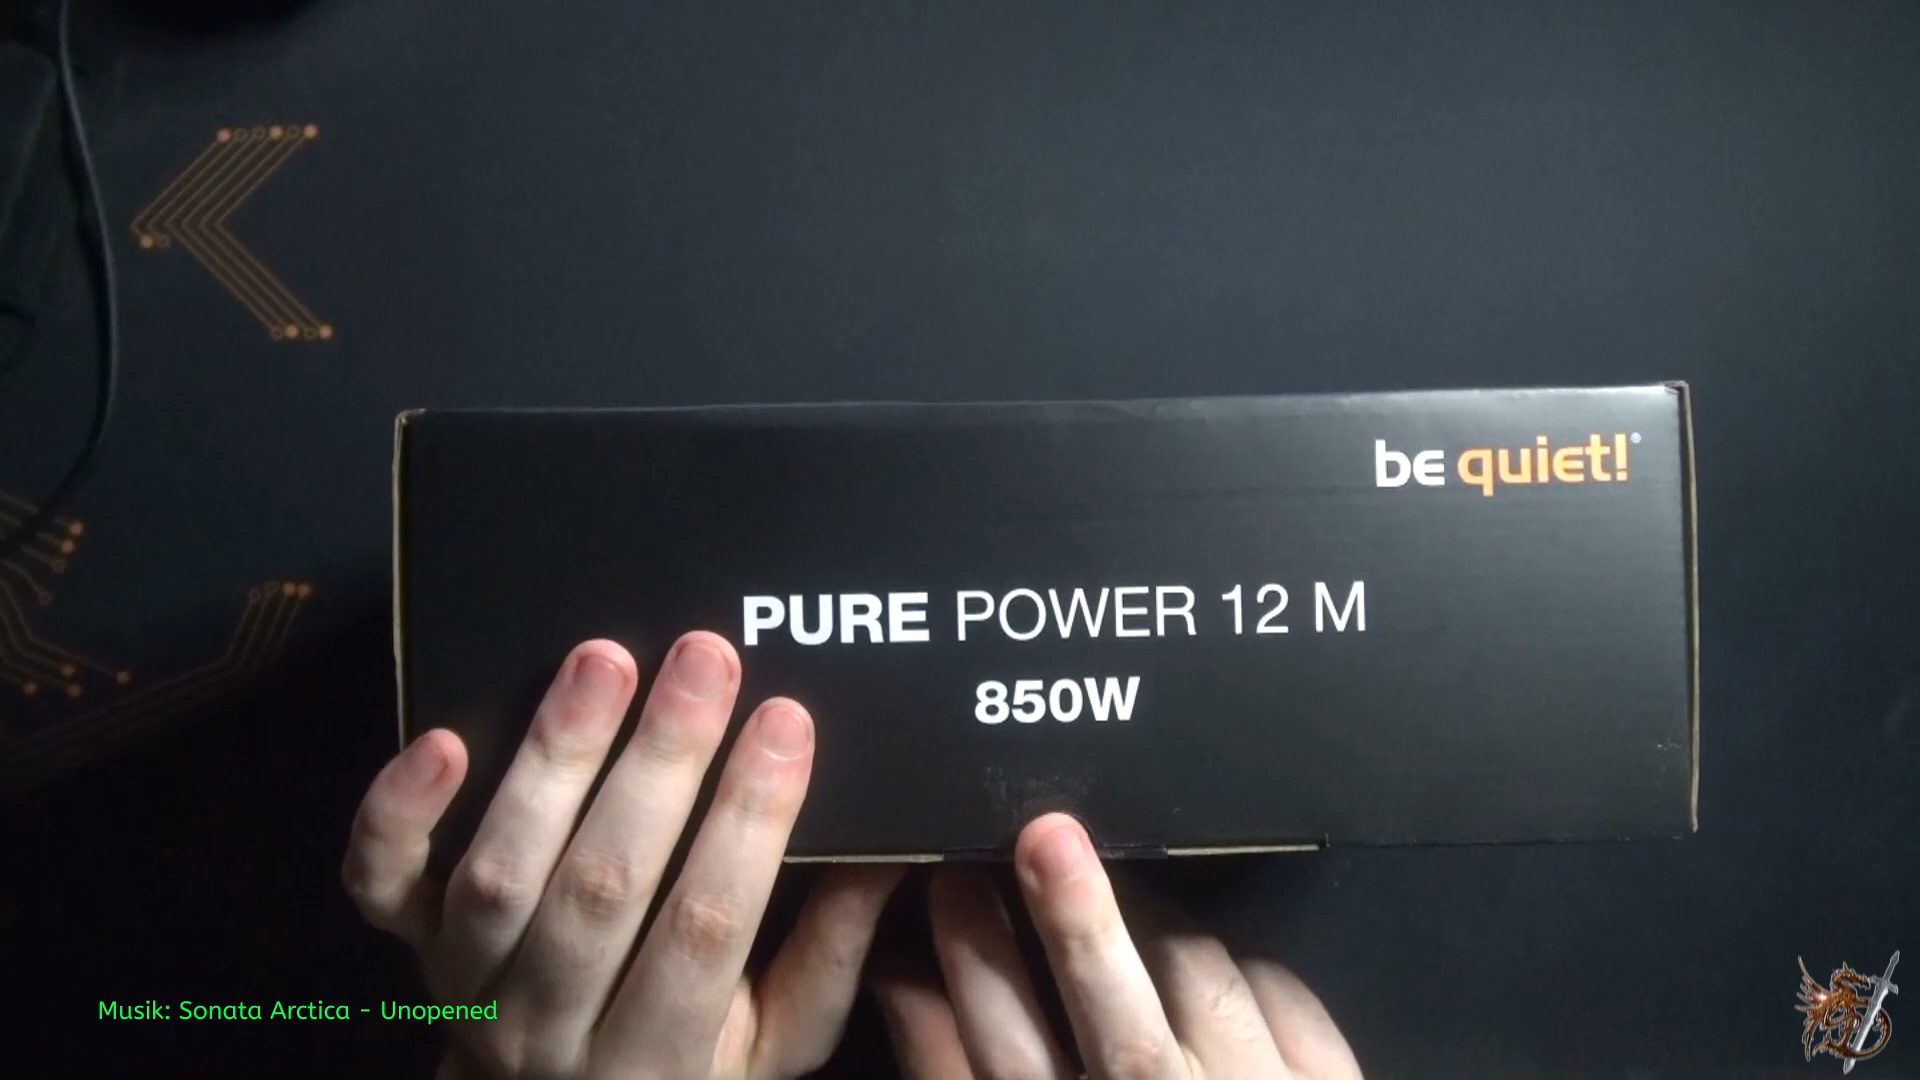 be quiet!®
PURE POWER 12 M
850W
Musik: Sonata Arctica - Unopened